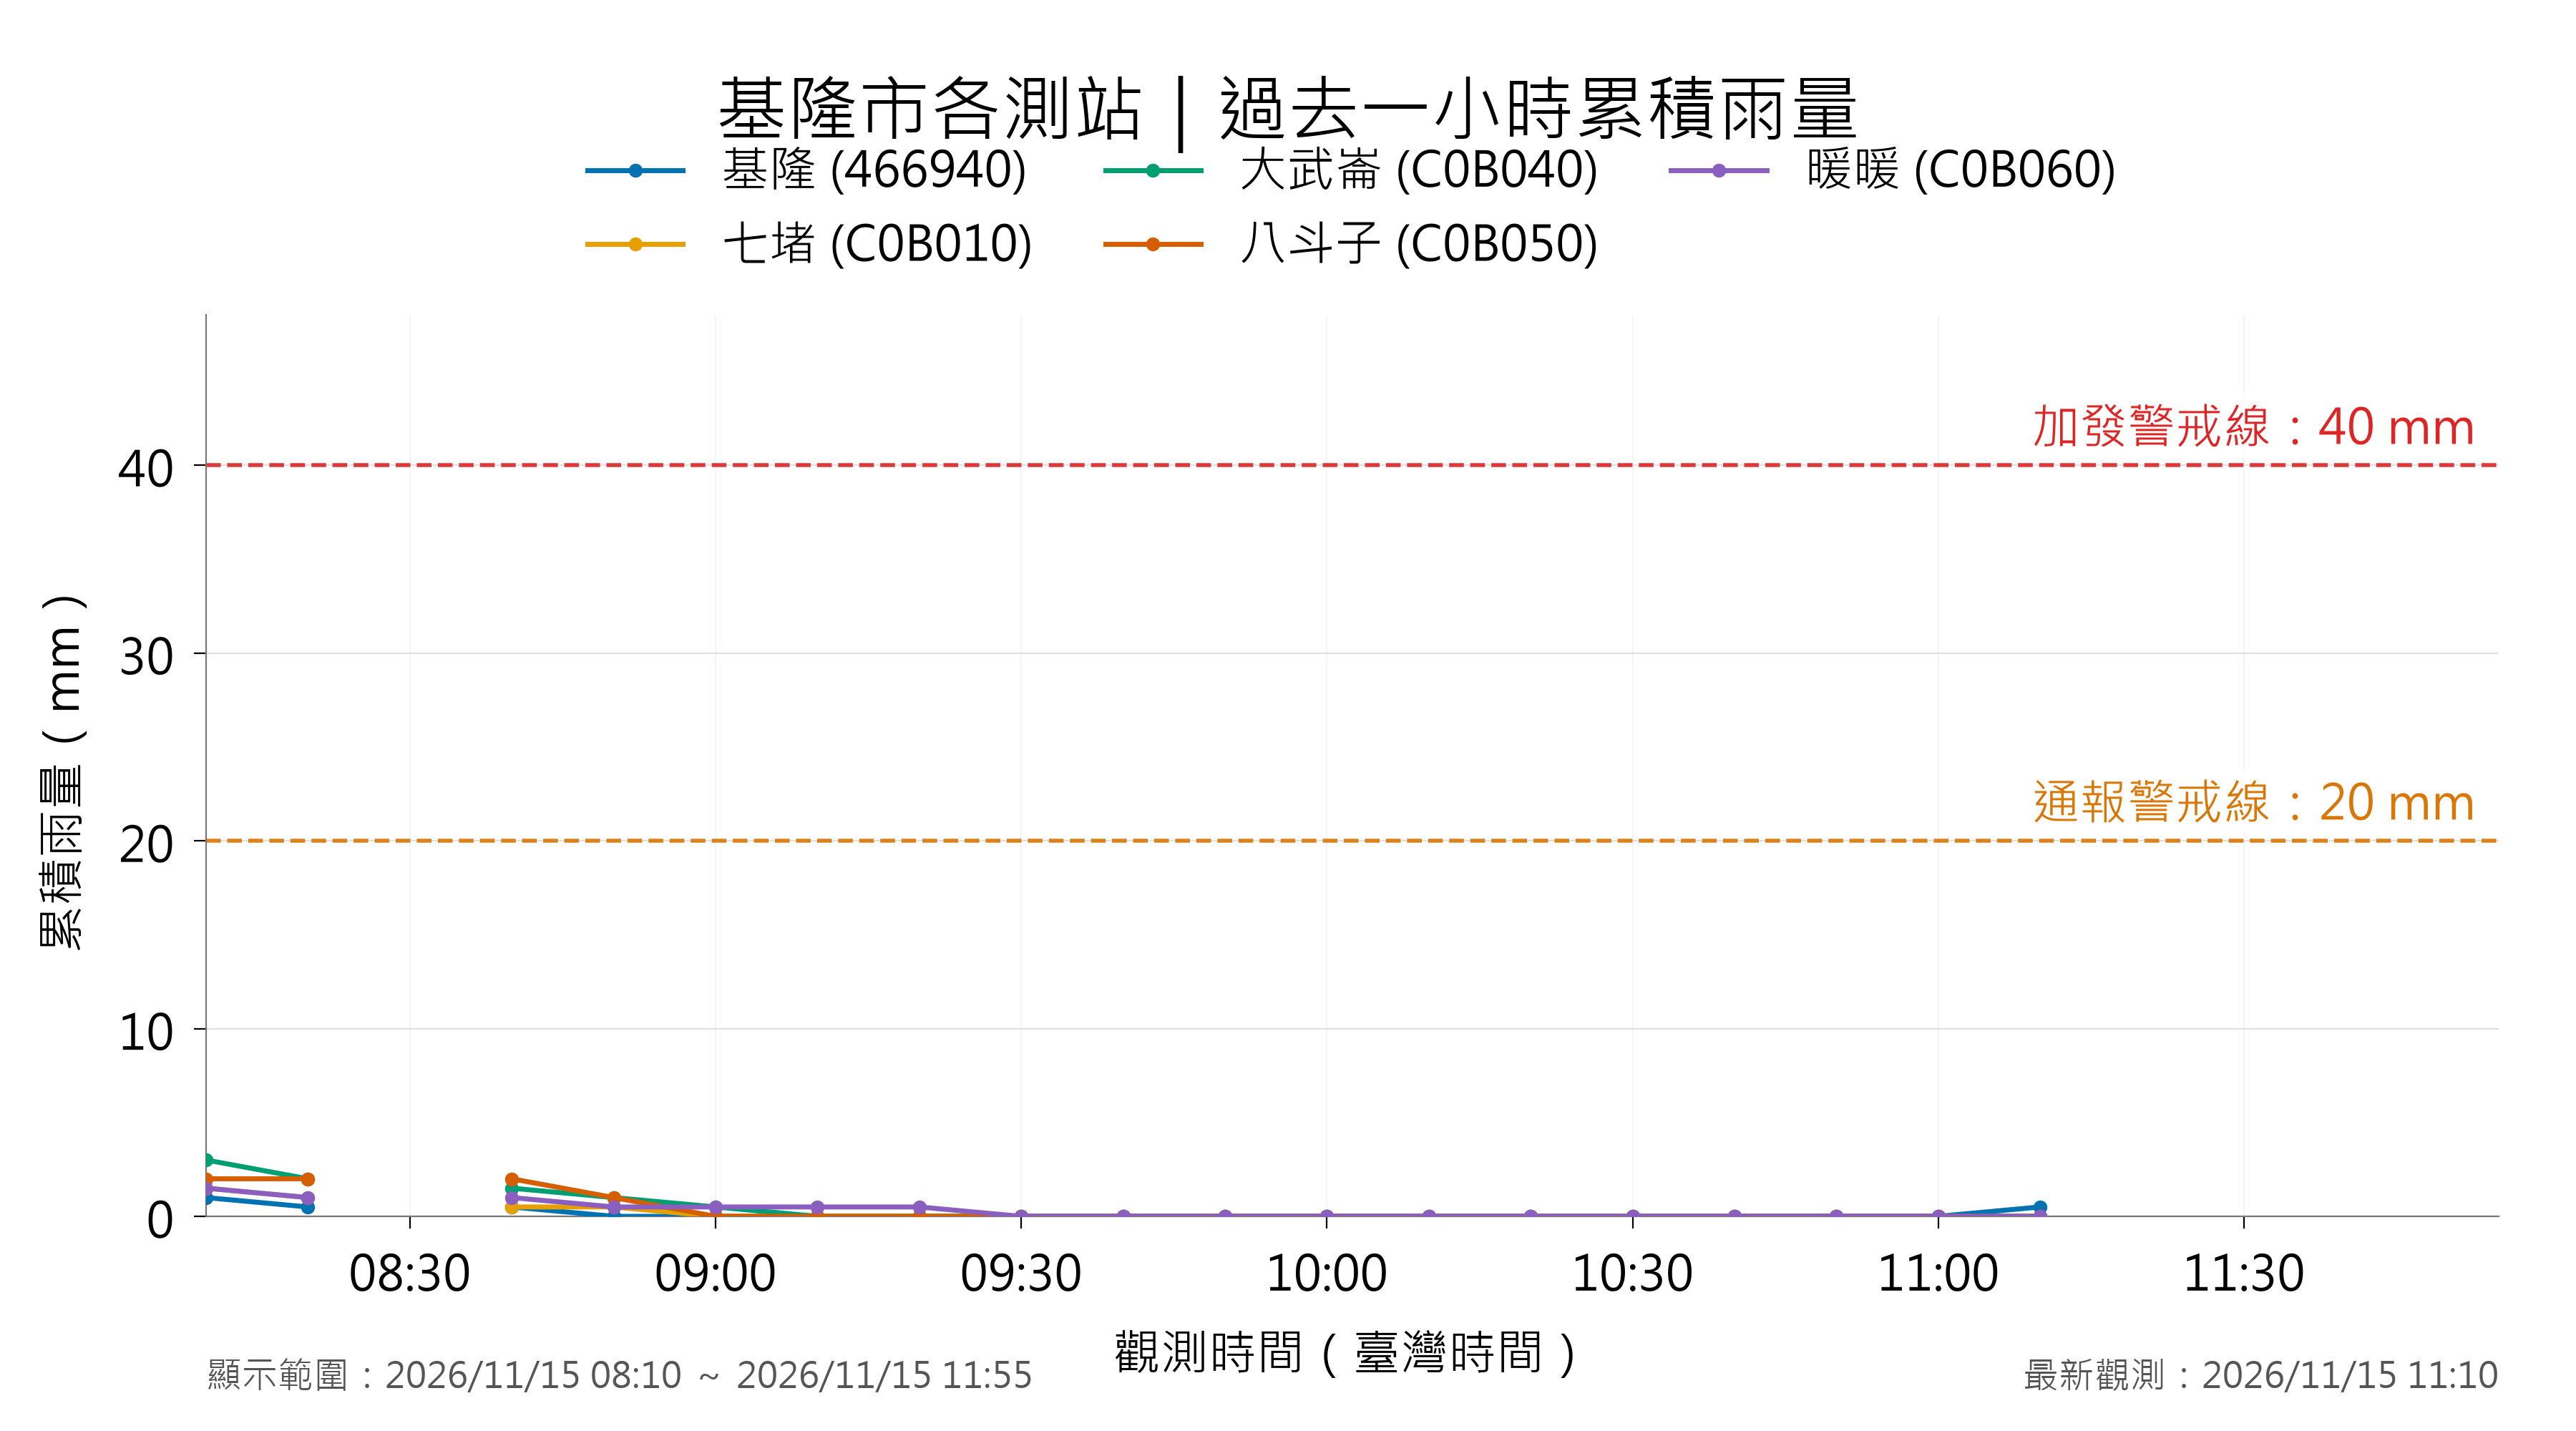 基隆市各測站｜過去一小時累積雨量
基隆 (466940)
大武崙 (C0B040)
暖暖 (C0B060)
七堵 (C0B010)
八斗子 (C0B050)
累積雨量（mm）
加發警戒線：40 mm
通報警戒線：20 mm
40
30
20
10
0
08:30
09:00
09:30
10:00
10:30
11:00
11:30
觀測時間（臺灣時間）
顯示範圍：2026/11/15 08:10 ~ 2026/11/15 11:55
最新觀測：2026/11/15 11:10